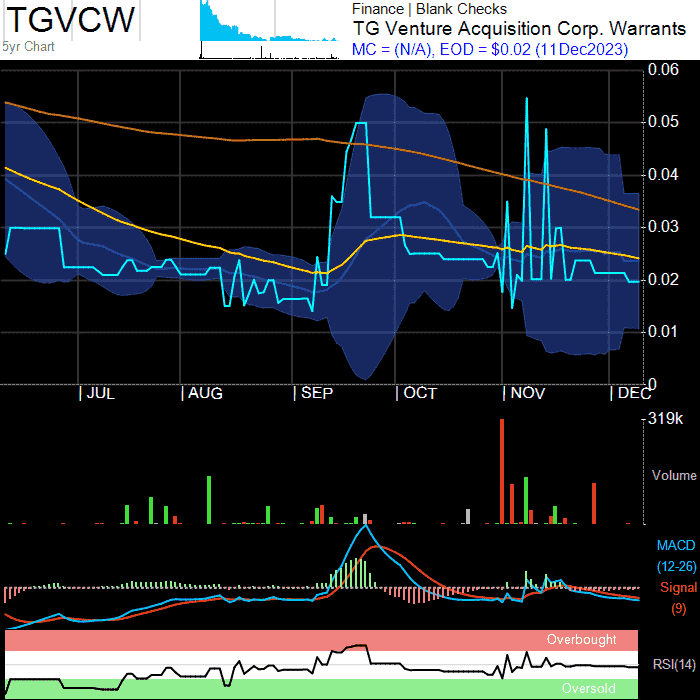 TGVCW
5yr Chart
Finance | Blank Checks
TG Venture Acquisition Corp. Warrants
MC = (N/A), EOD = $0.02 (11Dec2023)
0.06
0.05
0.04
0.03
0.02
0.01
0
| JUL | AUG | SEP | OCT | NOV | DEC
319k
Volume
MACD
(12-26)
Signal
(9)
Overbought
RSI(14)
Oversold